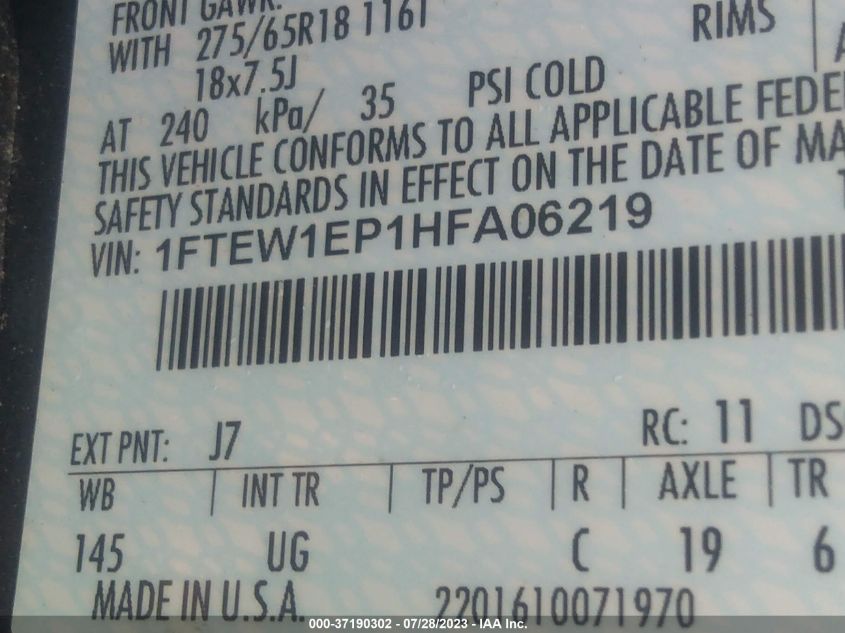 FRONT GAWR:
WITH 275/65R18 116T RIMS
18x7.5J
AT 240 kPa/ 35 PSI COLD
THIS VEHICLE CONFORMS TO ALL APPLICABLE FEDE
SAFETY STANDARDS IN EFFECT ON THE DATE OF MA
VIN: 1FTEW1EP1HFA06219
EXT PNT: J7 RC: 11 DS
WB INT TR TP/PS R AXLE TR
145 UG C 19 6
MADE IN U.S.A. 2201610071970
000-37190302 - 07/28/2023 - IAA Inc.